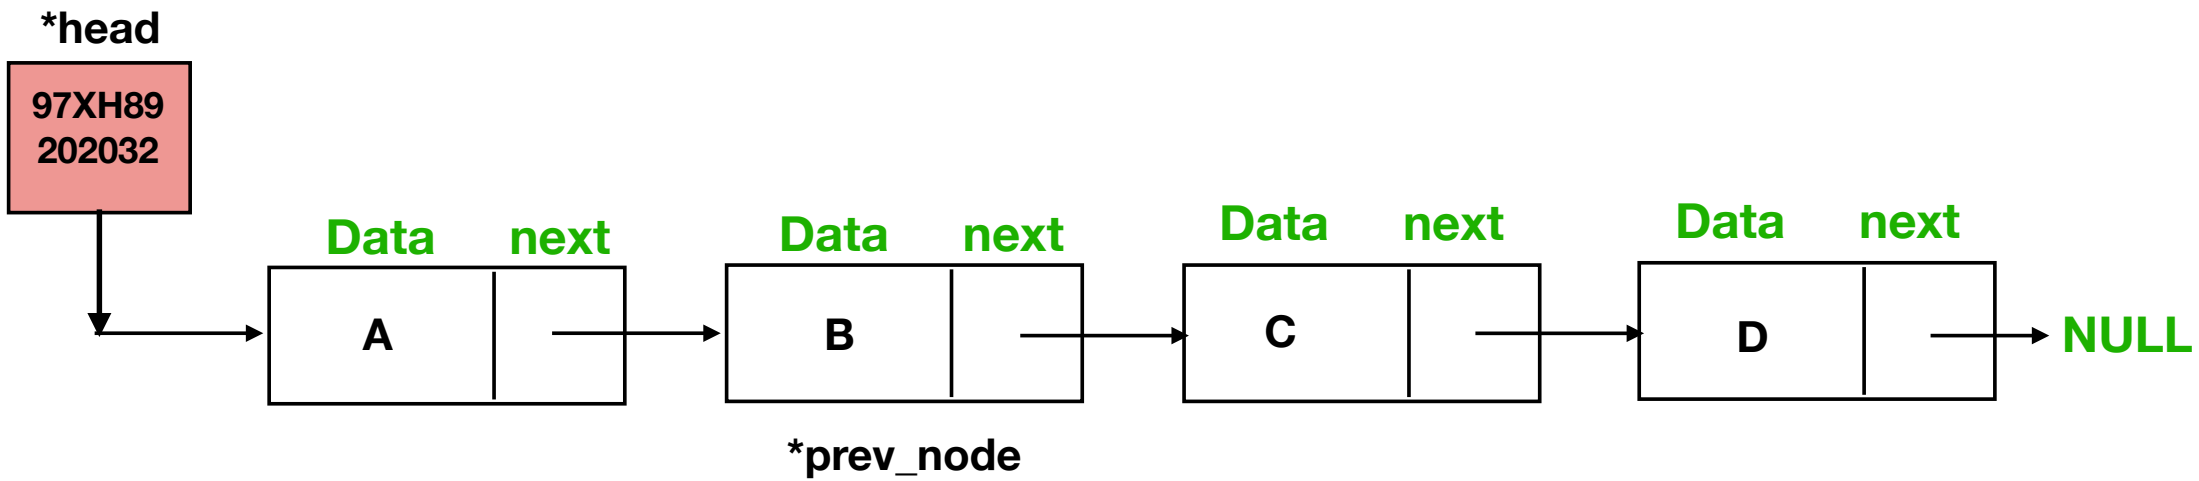 *head
97XH89
202032
Data next Data next Data next Data next
A B C D NULL
*prev_node